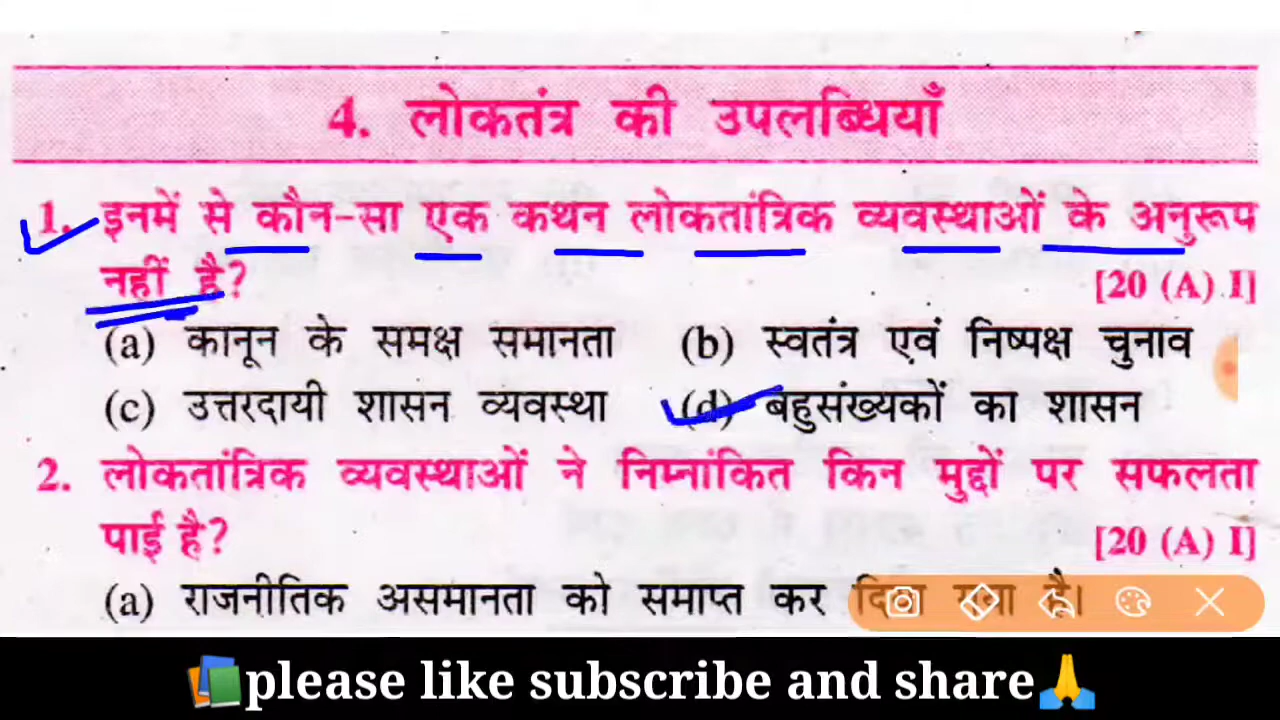 4. लोकतंत्र की उपलब्धियाँ
1. इनमें से कौन-सा एक कथन लोकतांत्रिक व्यवस्थाओं के अनुरूप
नहीं है? [20 (A) I]
(a) कानून के समक्ष समानता (b) स्वतंत्र एवं निष्पक्ष चुनाव
(c) उत्तरदायी शासन व्यवस्था (d) बहुसंख्यकों का शासन
2. लोकतांत्रिक व्यवस्थाओं ने निम्नांकित किन मुद्दों पर सफलता
पाई है? [20 (A) I]
(a) राजनीतिक असमानता को समाप्त कर दिया गया है।
please like subscribe and share